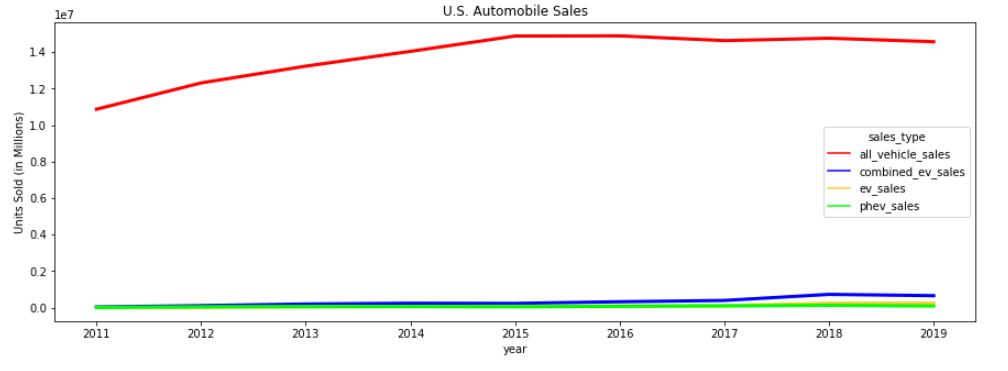 U.S. Automobile Sales
1e7
1.4
1.2
1.0
0.8
0.6
0.4
0.2
0.0
Units Sold (in Millions)
sales_type
all_vehicle_sales
combined_ev_sales
ev_sales
phev_sales
2011 2012 2013 2014 2015 2016 2017 2018 2019
year